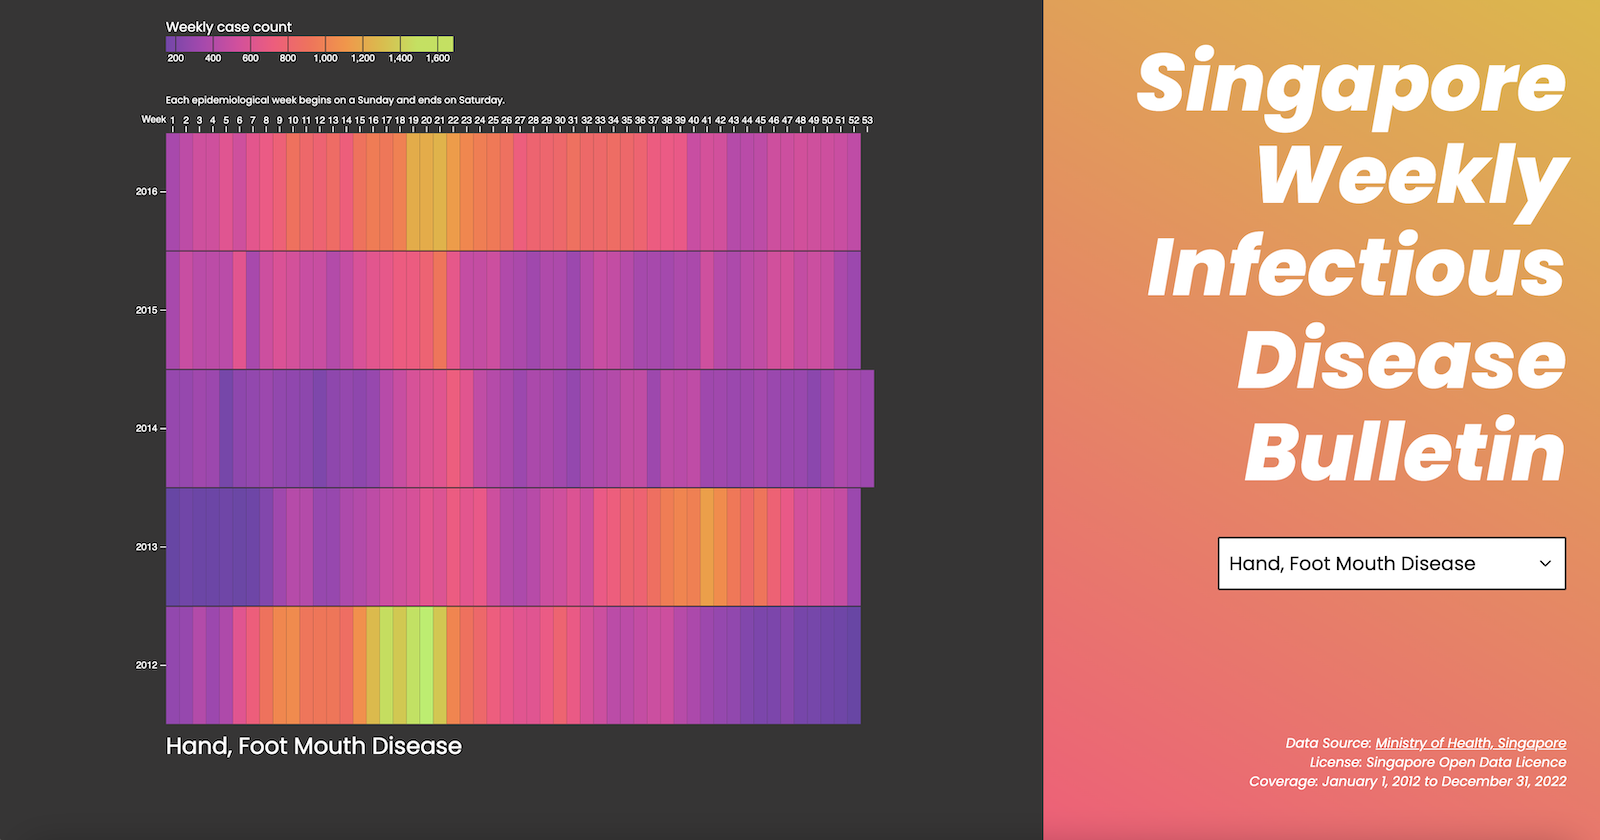 Weekly case count
200 400 600 800 1,000 1,200 1,400 1,600
Each epidemiological week begins on a Sunday and ends on Saturday.
Week 1 2 3 4 5 6 7 8 9 10 11 12 13 14 15 16 17 18 19 20 21 22 23 24 25 26 27 28 29 30 31 32 33 34 35 36 37 38 39 40 41 42 43 44 45 46 47 48 49 50 51 52 53
2016
2015
2014
2013
2012
Hand, Foot Mouth Disease
Singapore
Weekly
Infectious
Disease
Bulletin
Hand, Foot Mouth Disease
Data Source: Ministry of Health, Singapore
License: Singapore Open Data Licence
Coverage: January 1, 2012 to December 31, 2022